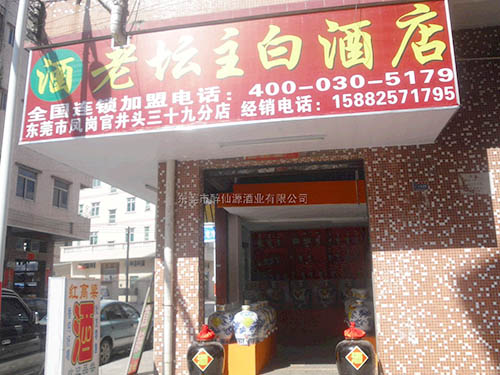 酒 老坛主白酒店
全国连锁加盟电话：400-030-5179
东莞市凤岗官井头三十九分店 经销电话：15882571795
东莞市醉仙源酒业有限公司
红高粱
酒
酒
酒